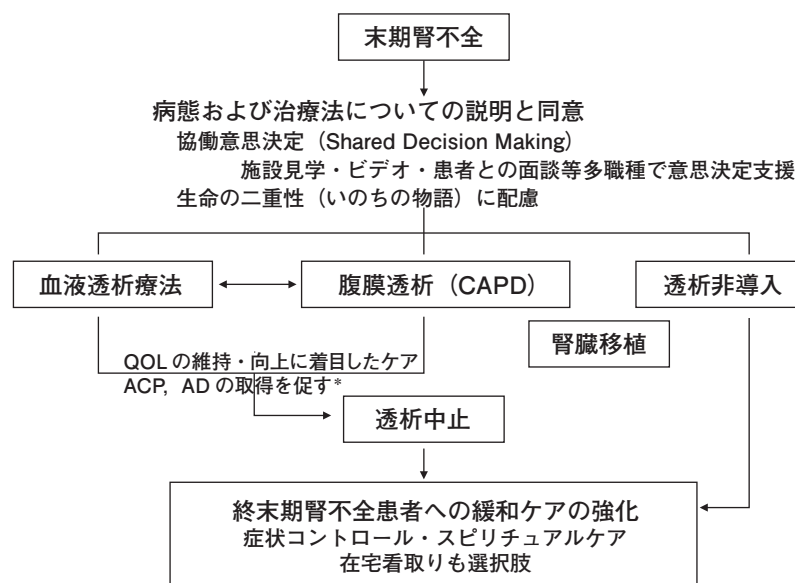 末期腎不全
病態および治療法についての説明と同意
協働意思決定（Shared Decision Making）
施設見学・ビデオ・患者との面談等多職種で意思決定支援
生命の二重性（いのちの物語）に配慮
血液透析療法
腹膜透析（CAPD）
透析非導入
腎臓移植
QOLの維持・向上に着目したケア
ACP，ADの取得を促す*
透析中止
終末期腎不全患者への緩和ケアの強化
症状コントロール・スピリチュアルケア
在宅看取りも選択肢